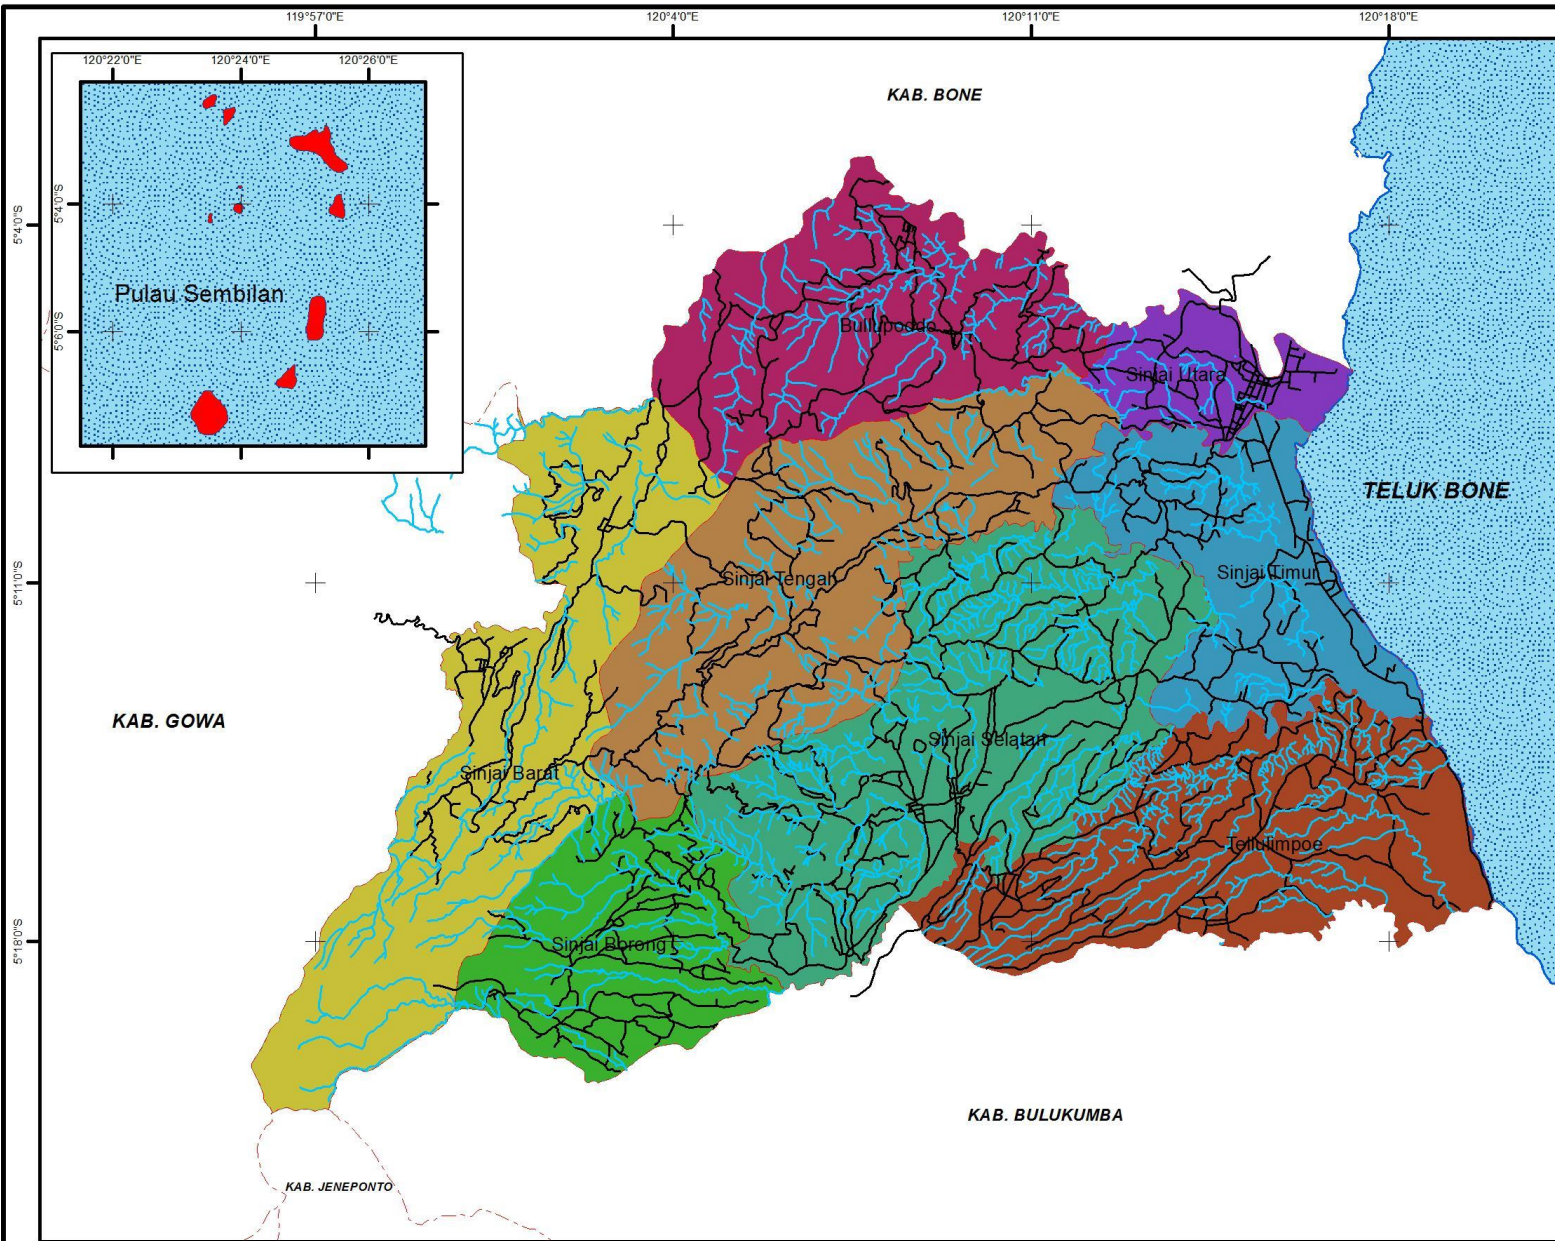 119°57'0"E
120°4'0"E
120°11'0"E
120°18'0"E
120°22'0"E
120°24'0"E
120°26'0"E
KAB. BONE
5°4'0"S
5°4'0"S
Pulau Sembilan
5°6'0"S
Bullupoddo
Sinjai Utara
TELUK BONE
5°11'0"S
Sinjai Tengah
Sinjai Timur
KAB. GOWA
Sinjai Selatan
Sinjai Barat
Tellulimpoe
5°18'0"S
Sinjai Borong
KAB. BULUKUMBA
KAB. JENEPONTO